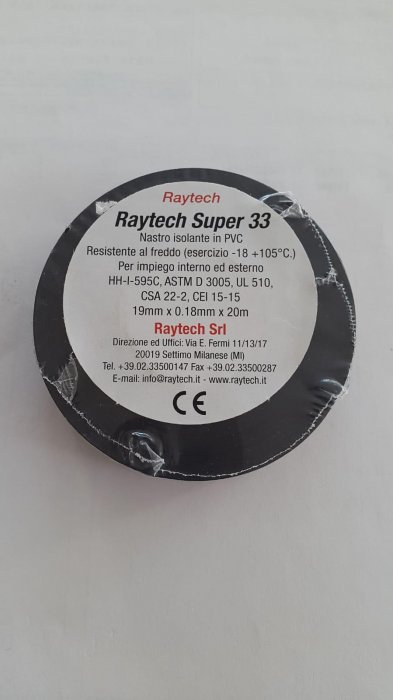 Raytech
Raytech Super 33
Nastro isolante in PVC
Resistente al freddo (esercizio -18 +105°C.)
Per impiego interno ed esterno
HH-I-595C, ASTM D 3005, UL 510,
CSA 22-2, CEI 15-15
19mm x 0.18mm x 20m
Raytech Srl
Direzione ed Uffici: Via E. Fermi 11/13/17
20019 Settimo Milanese (MI)
Tel. +39.02.33500147 Fax +39.02.33500287
E-mail: info@raytech.it - www.raytech.it
CE